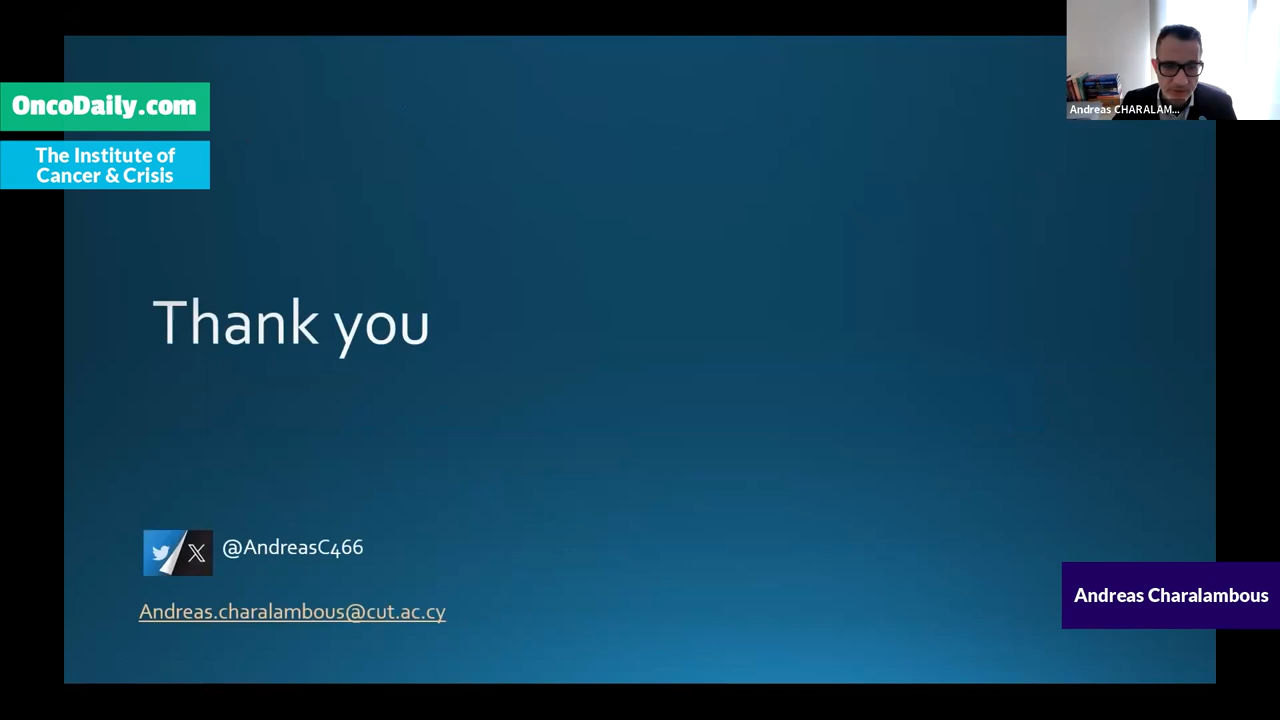 OncoDaily.com
The Institute of
Cancer & Crisis
Andreas CHARALAM...
Thank you
@AndreasC466
Andreas.charalambous@cut.ac.cy
Andreas Charalambous